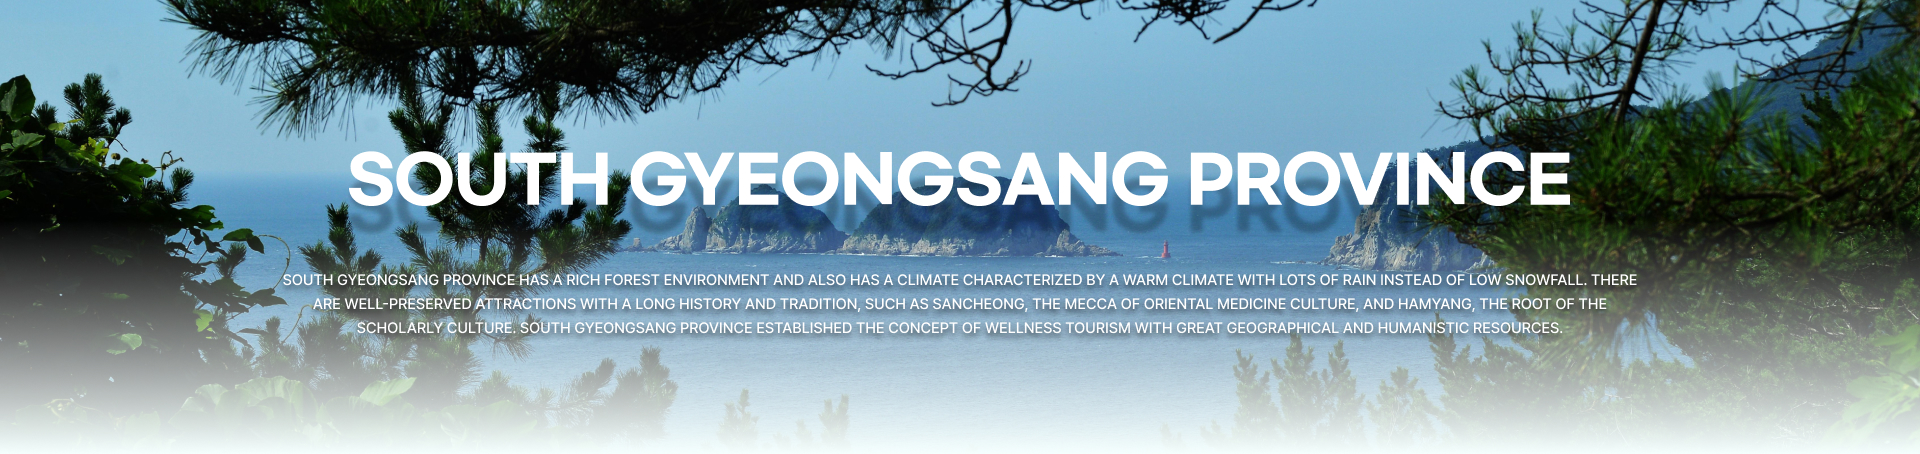 SOUTH GYEONGSANG PROVINCE
SOUTH GYEONGSANG PROVINCE HAS A RICH FOREST ENVIRONMENT AND ALSO HAS A CLIMATE CHARACTERIZED BY A WARM CLIMATE WITH LOTS OF RAIN INSTEAD OF LOW SNOWFALL. THERE
ARE WELL-PRESERVED ATTRACTIONS WITH A LONG HISTORY AND TRADITION, SUCH AS SANCHEONG, THE MECCA OF ORIENTAL MEDICINE CULTURE, AND HAMYANG, THE ROOT OF THE
SCHOLARLY CULTURE. SOUTH GYEONGSANG PROVINCE ESTABLISHED THE CONCEPT OF WELLNESS TOURISM WITH GREAT GEOGRAPHICAL AND HUMANISTIC RESOURCES.